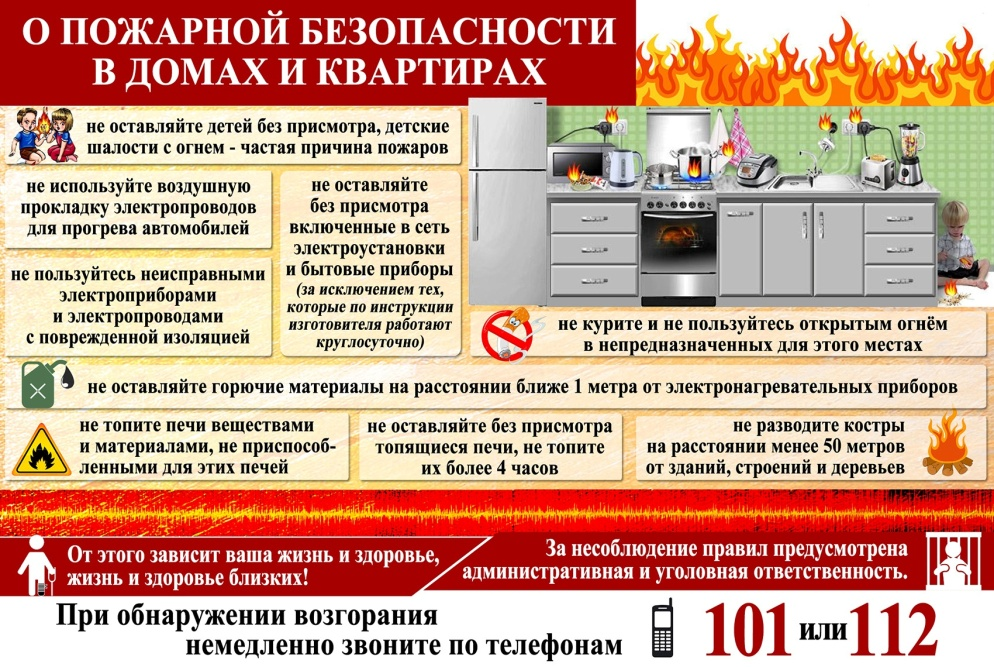 О ПОЖАРНОЙ БЕЗОПАСНОСТИ
В ДОМАХ И КВАРТИРАХ
не оставляйте детей без присмотра, детские
шалости с огнем - частая причина пожаров
не используйте воздушную
прокладку электропроводов
для прогрева автомобилей
не пользуйтесь неисправными
электроприборами
и электропроводами
с поврежденной изоляцией
не оставляйте
без присмотра
включенные в сеть
электроустановки
и бытовые приборы
(за исключением тех,
которые по инструкции
изготовителя работают
круглосуточно)
не курите и не пользуйтесь открытым огнём
в непредназначенных для этого местах
не оставляйте горючие материалы на расстоянии ближе 1 метра от электронагревательных приборов
не топите печи веществами
и материалами, не приспособ-
ленными для этих печей
не оставляйте без присмотра
топящиеся печи, не топите
их более 4 часов
не разводите костры
на расстоянии менее 50 метров
от зданий, строений и деревьев
От этого зависит ваша жизнь и здоровье,
жизнь и здоровье близких!
За несоблюдение правил предусмотрена
административная и уголовная ответственность.
При обнаружении возгорания
немедленно звоните по телефонам
101 или 112